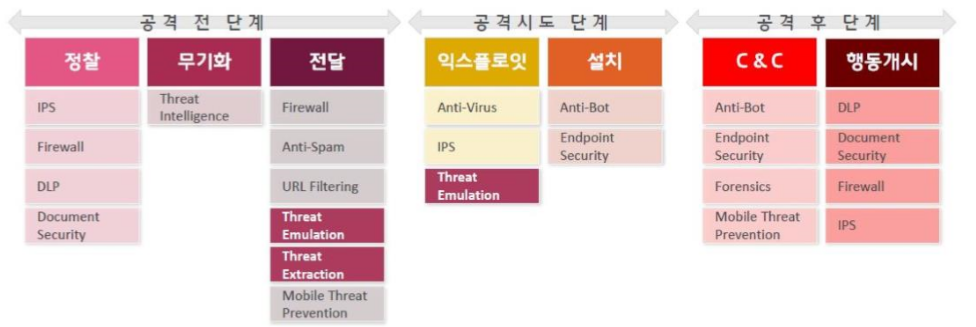 공격 전 단계
공격시도 단계
공격 후 단계
정찰
무기화
전달
익스플로잇
설치
C & C
행동개시
IPS
Firewall
DLP
Document
Security
Threat
Intelligence
Firewall
Anti-Spam
URL Filtering
Threat
Emulation
Threat
Extraction
Mobile Threat
Prevention
Anti-Virus
IPS
Threat
Emulation
Anti-Bot
Endpoint
Security
Anti-Bot
Endpoint
Security
Forensics
Mobile Threat
Prevention
DLP
Document
Security
Firewall
IPS